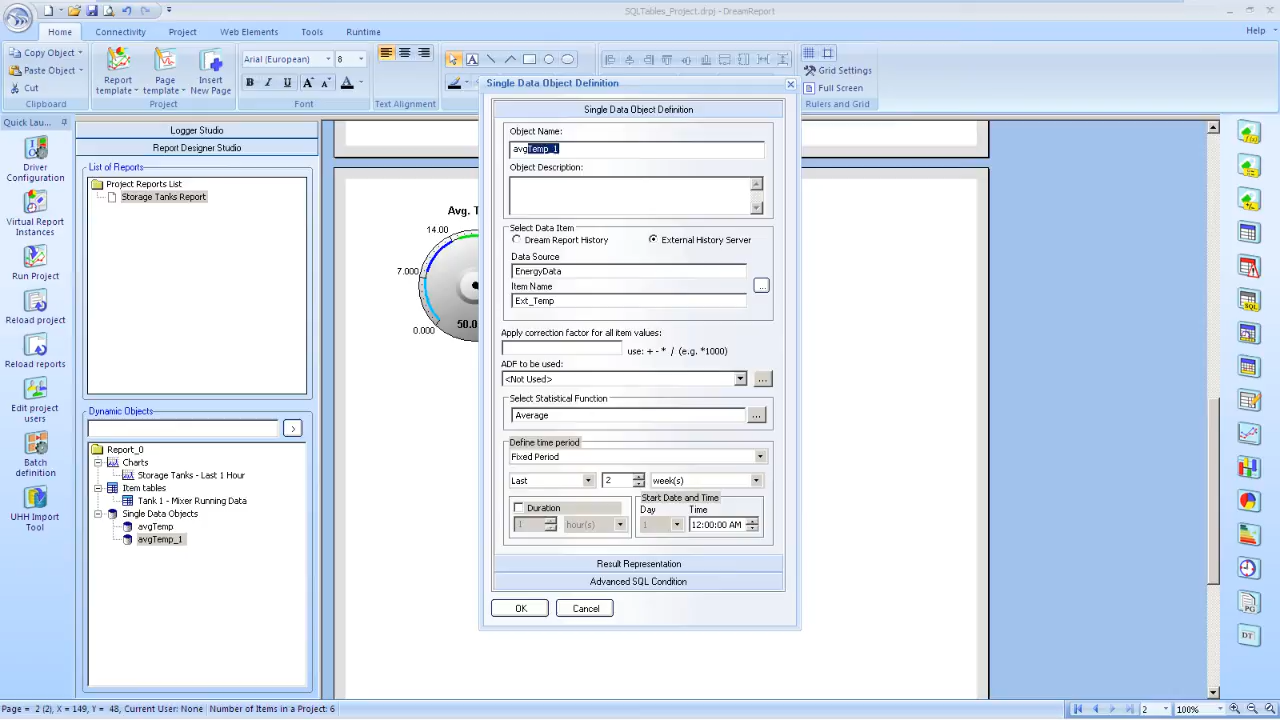 SQLTables_Project.drpj - DreamReport
Home
Connectivity
Project
Web Elements
Tools
Runtime
Help
Copy Object
Paste Object
Cut
Clipboard
Report template
Page template
Insert New Page
Project
Arial (European)
8
B I U A A A
Font
Text Alignment
Grid Settings
Full Screen
Rulers and Grid
Quick Lau...
Driver Configuration
Virtual Report Instances
Run Project
Reload project
Reload reports
Edit project users
Batch definition
UHH Import Tool
Logger Studio
Report Designer Studio
List of Reports
Project Reports List
Storage Tanks Report
Dynamic Objects
>
Report_0
Charts
Storage Tanks - Last 1 Hour
Item tables
Tank 1 - Mixer Running Data
Single Data Objects
avgTemp
avgTemp_1
Avg. T
14.00
7.000
0.000
50.0
Single Data Object Definition
Single Data Object Definition
Object Name:
avgTemp_1
Object Description:
Select Data Item
Dream Report History
External History Server
Data Source
EnergyData
...
Item Name
Ext_Temp
Apply correction factor for all item values:
use: + - * / (e.g. *1000)
ADF to be used:
<Not Used>
...
Select Statistical Function
Average
...
Define time period
Fixed Period
Last
2
week(s)
Duration
1
hour(s)
Start Date and Time
Day
Time
1
12:00:00 AM
Result Representation
Advanced SQL Condition
OK
Cancel
SQL
PG
DT
Page = 2 (2), X = 149, Y = 48, Current User: None
Number of Items in a Project: 6
2
100%